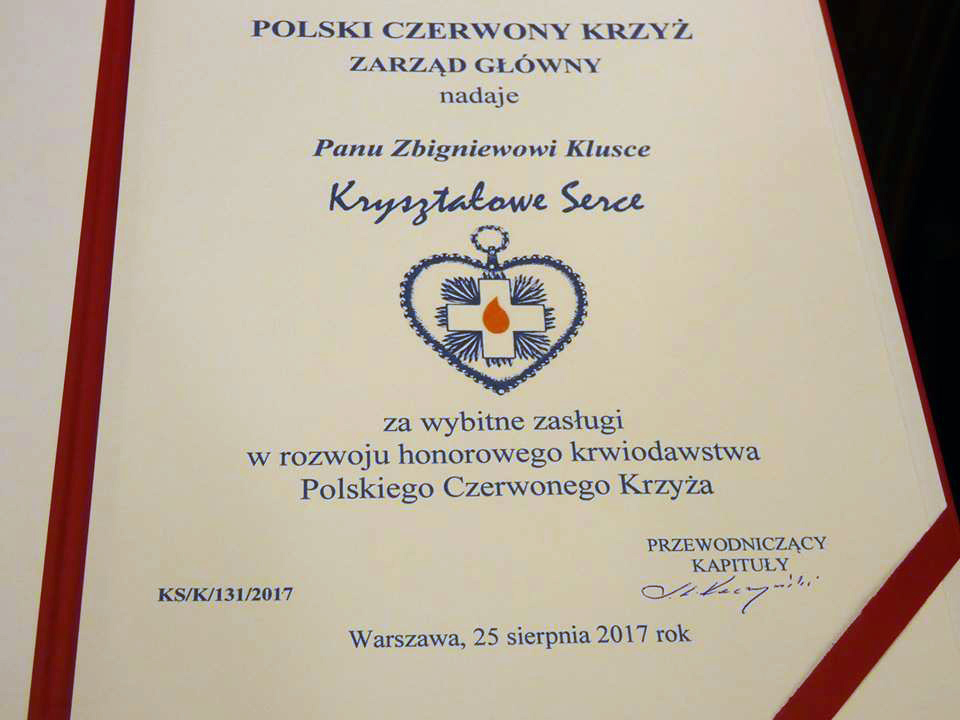 POLSKI CZERWONY KRZYŻ
ZARZĄD GŁÓWNY
nadaje
Panu Zbigniewowi Klusce
Kryształowe Serce
za wybitne zasługi
w rozwoju honorowego krwiodawstwa
Polskiego Czerwonego Krzyża
PRZEWODNICZĄCY
KAPITUŁY
KS/K/131/2017
Warszawa, 25 sierpnia 2017 rok